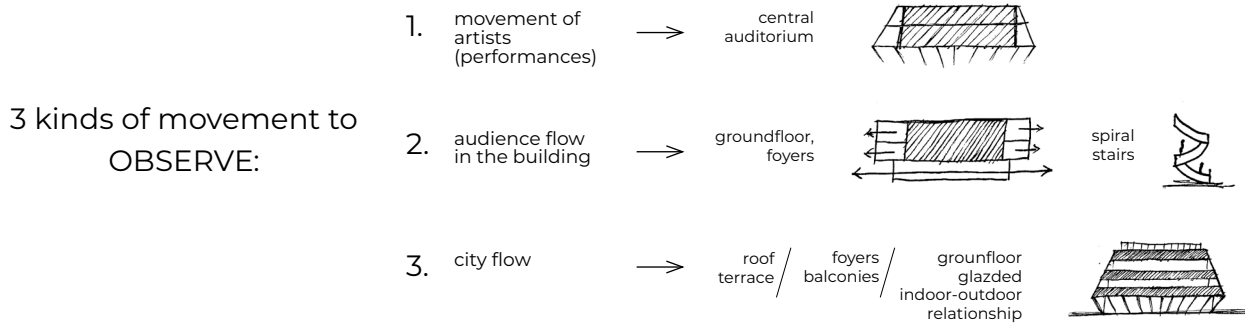 3 kinds of movement to
OBSERVE:
1.
movement of
artists
(performances)
central
auditorium
2.
audience flow
in the building
groundfloor,
foyers
spiral
stairs
3.
city flow
roof
terrace
foyers
balconies
grounfloor
glazded
indoor-outdoor
relationship